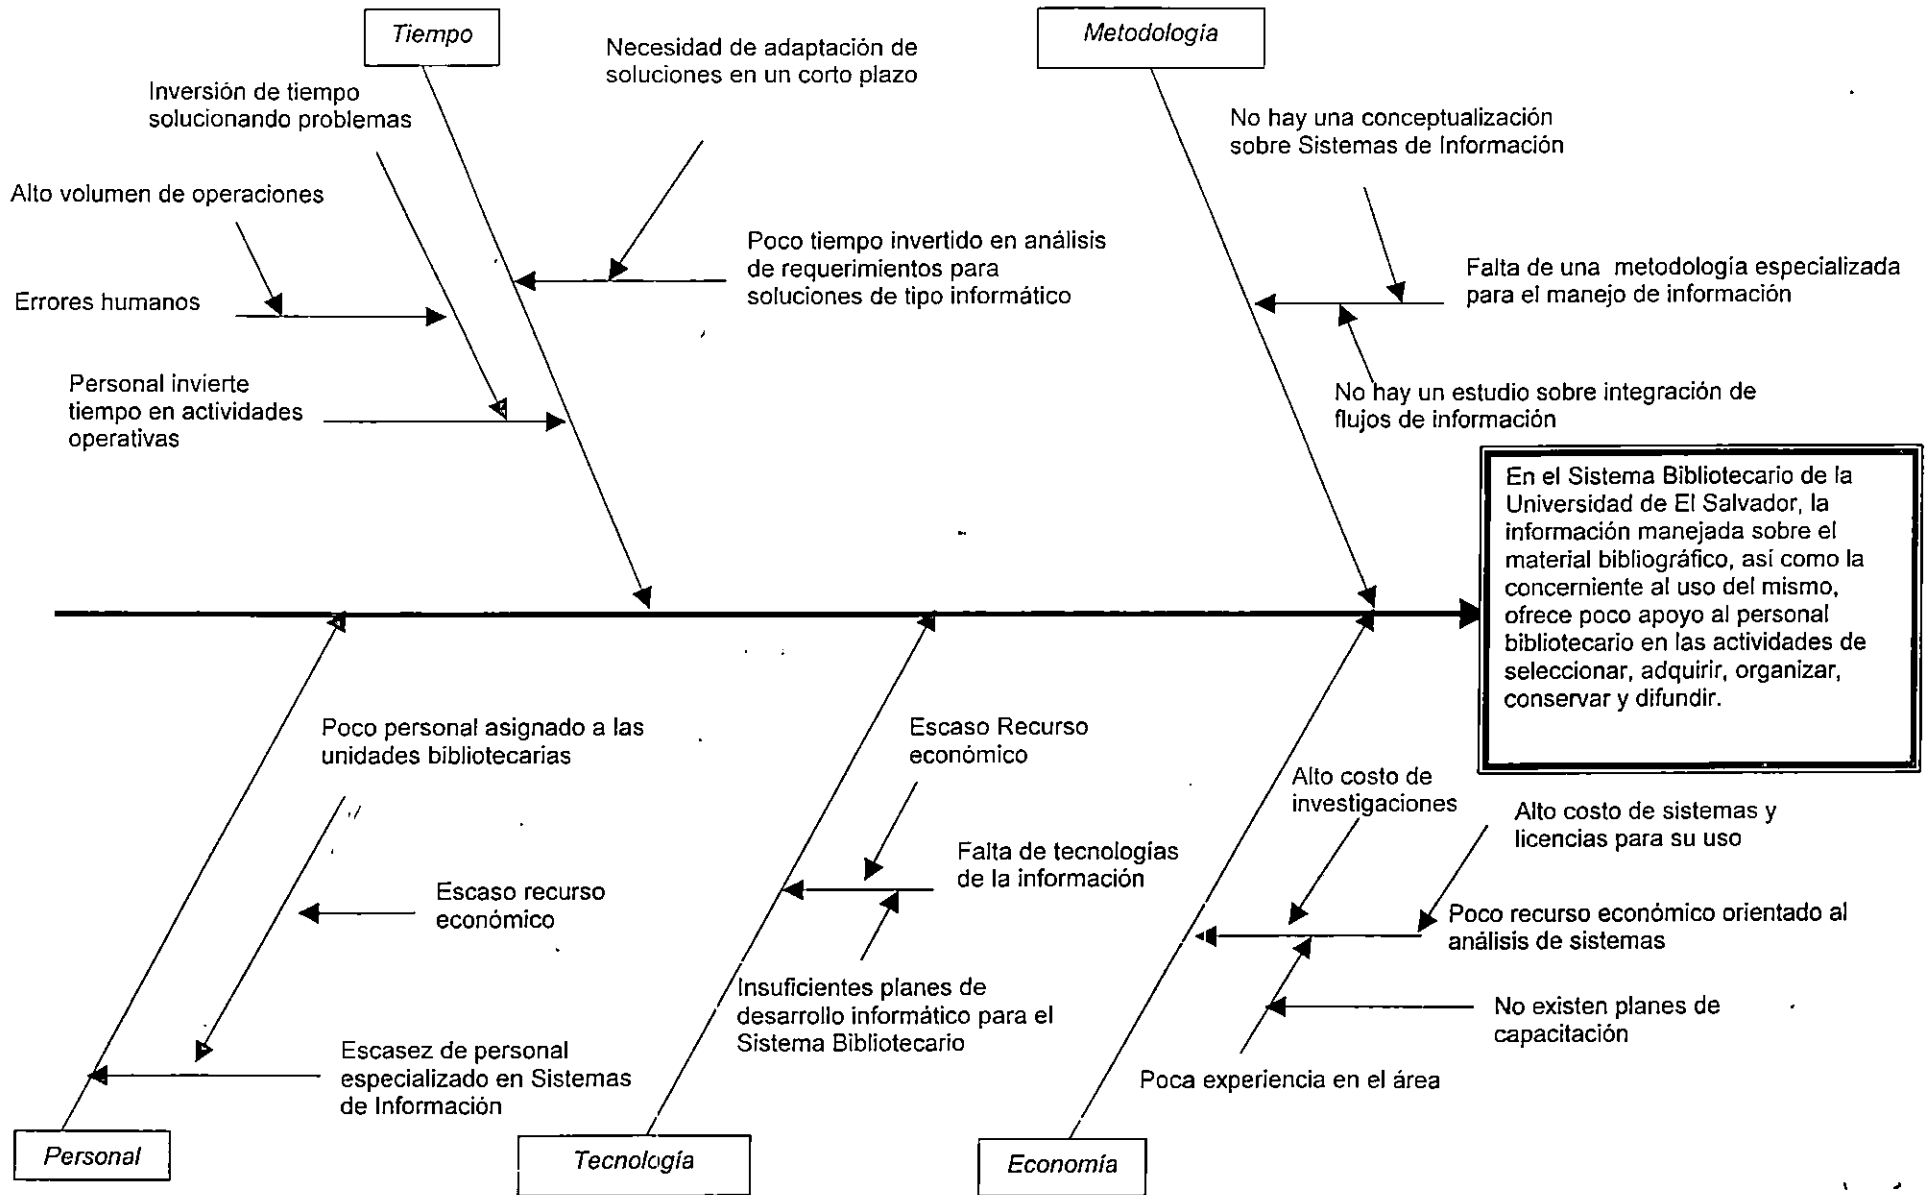 Tiempo
Metodología
Necesidad de adaptación de
soluciones en un corto plazo
Inversión de tiempo
solucionando problemas
No hay una conceptualización
sobre Sistemas de Información
Alto volumen de operaciones
Poco tiempo invertido en análisis
de requerimientos para
soluciones de tipo informático
Falta de una metodología especializada
para el manejo de información
Errores humanos
Personal invierte
tiempo en actividades
operativas
No hay un estudio sobre integración de
flujos de información
En el Sistema Bibliotecario de la
Universidad de El Salvador, la
información manejada sobre el
material bibliográfico, así como la
concerniente al uso del mismo,
ofrece poco apoyo al personal
bibliotecario en las actividades de
seleccionar, adquirir, organizar,
conservar y difundir.
Poco personal asignado a las
unidades bibliotecarias
Escaso Recurso
económico
Alto costo de
investigaciones
Alto costo de sistemas y
licencias para su uso
Falta de tecnologías
de la información
Escaso recurso
económico
Poco recurso económico orientado al
análisis de sistemas
Insuficientes planes de
desarrollo informático para el
Sistema Bibliotecario
No existen planes de
capacitación
Escasez de personal
especializado en Sistemas
de Información
Poca experiencia en el área
Personal
Tecnología
Economía